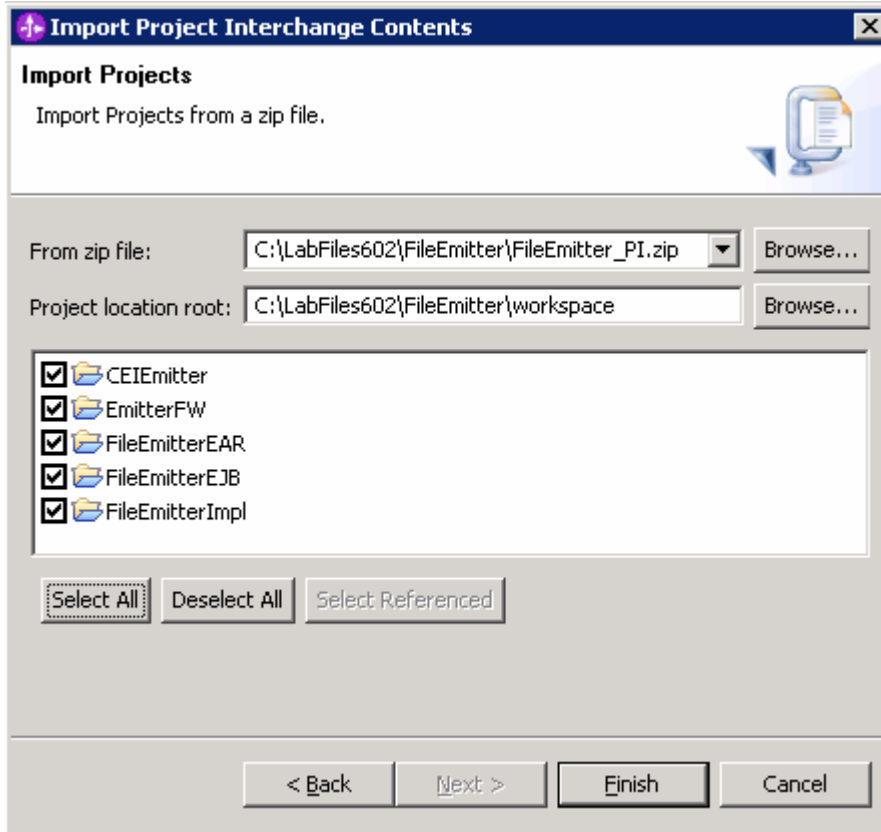 Import Project Interchange Contents
Import Projects
Import Projects from a zip file.
From zip file: C:\LabFiles602\FileEmitter\FileEmitter_PI.zip Browse...
Project location root: C:\LabFiles602\FileEmitter\workspace Browse...
CEIEmitter
EmitterFW
FileEmitterEAR
FileEmitterEJB
FileEmitterImpl
Select All Deselect All Select Referenced
< Back Next > Finish Cancel